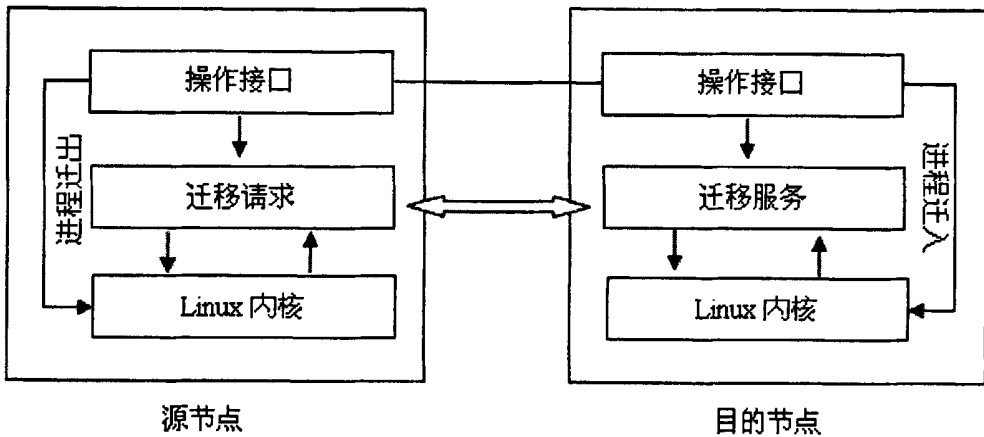 操作接口
操作接口
进程迁出
迁移请求
迁移服务
进程迁入
Linux 内核
Linux 内核
源节点
目的节点